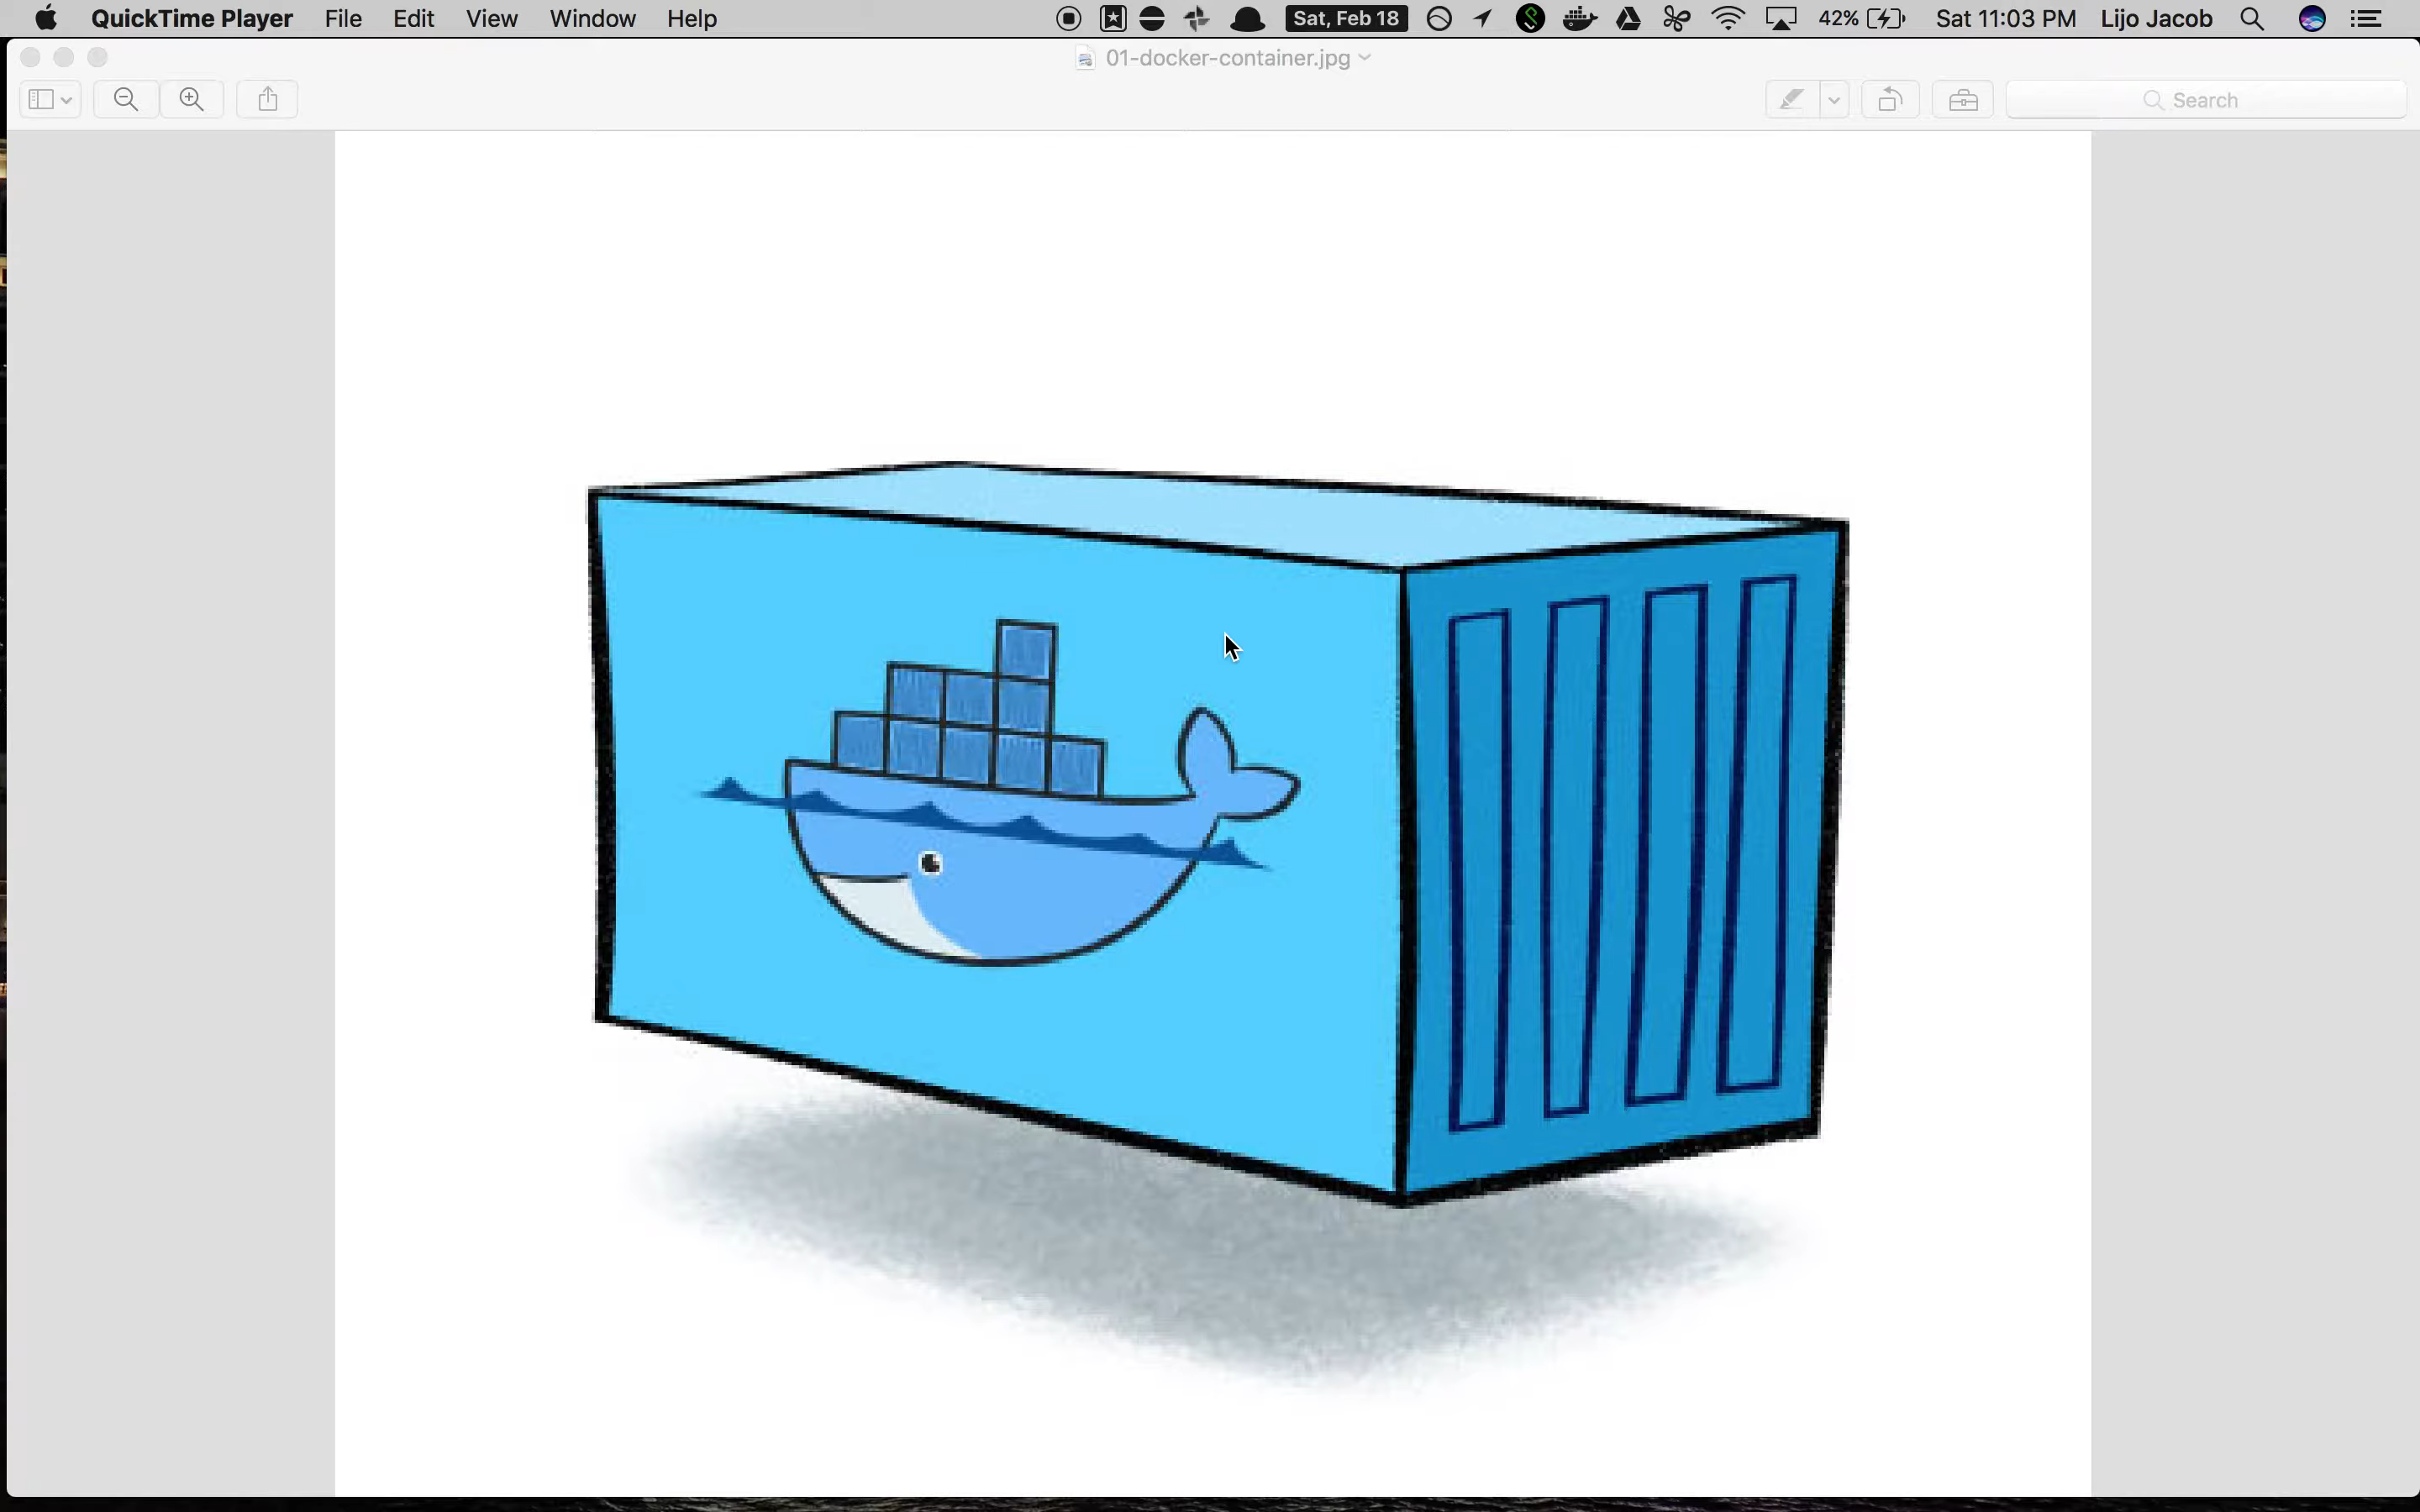 QuickTime Player File Edit View Window Help Sat, Feb 18 42% Sat 11:03 PM Lijo Jacob
01-docker-container.jpg
Search